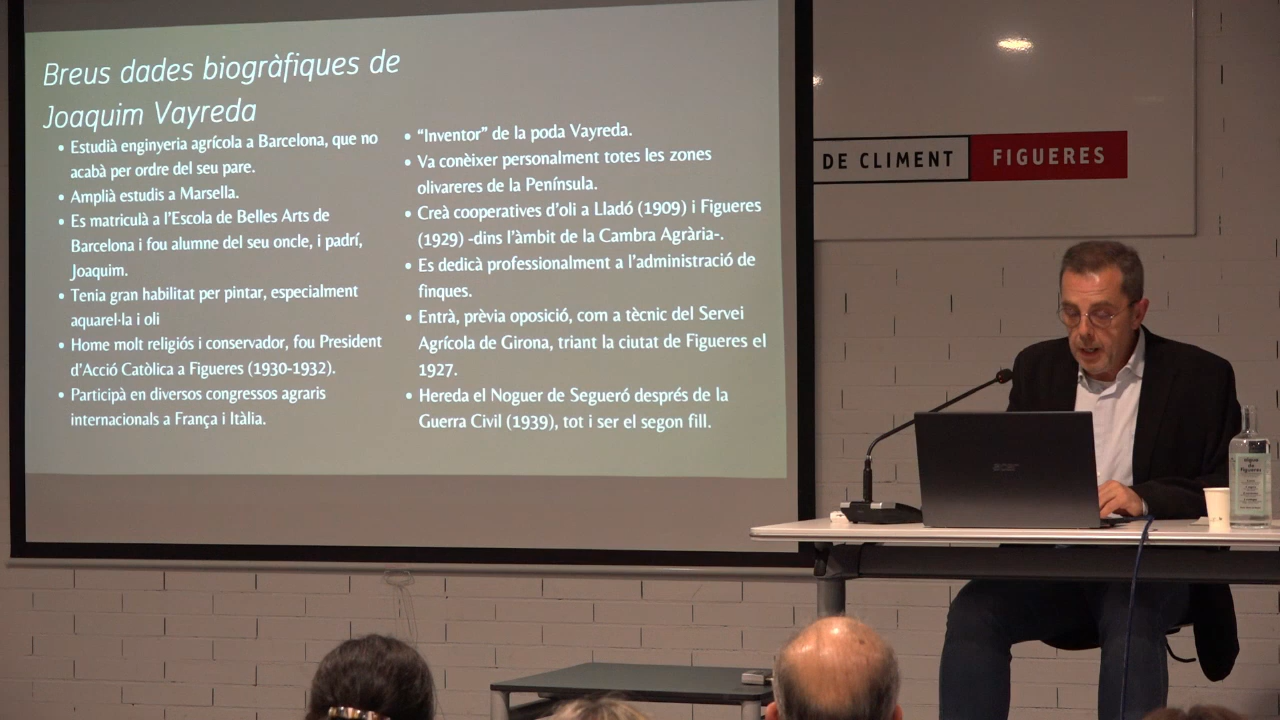 Breus dades biogràfiques de
Joaquim Vayreda
• Estudià enginyeria agrícola a Barcelona, que no
acabà per ordre del seu pare.
• Amplià estudis a Marsella.
• Es matriculà a l'Escola de Belles Arts de
Barcelona i fou alumne del seu oncle, i padrí,
Joaquim.
• Tenia gran habilitat per pintar, especialment
aquarel·la i oli
• Home molt religiós i conservador, fou President
d'Acció Catòlica a Figueres (1930-1932).
• Participà en diversos congressos agraris
internacionals a França i Itàlia.
• “Inventor” de la poda Vayreda.
• Va conèixer personalment totes les zones
olivareres de la Península.
• Creà cooperatives d'oli a Lladó (1909) i Figueres
(1929) -dins l'àmbit de la Cambra Agrària-.
• Es dedicà professionalment a l'administració de
finques.
• Entrà, prèvia oposició, com a tècnic del Servei
Agrícola de Girona, triant la ciutat de Figueres el
1927.
• Hereda el Noguer de Segueró després de la
Guerra Civil (1939), tot i ser el segon fill.
DE CLIMENT FIGUERES
acer
aigua
de
Figueres